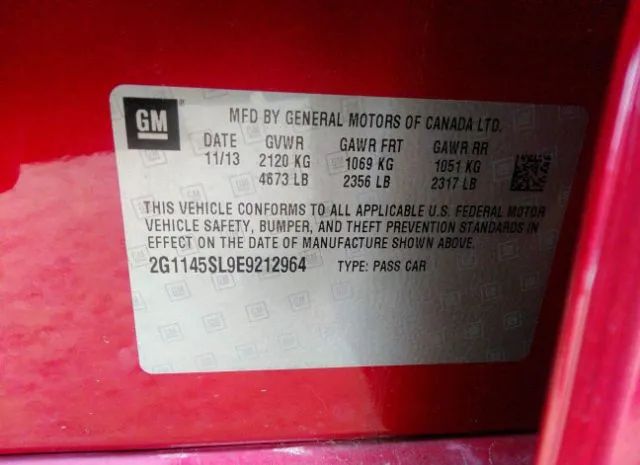 GM
MFD BY GENERAL MOTORS OF CANADA LTD.
DATE GVWR GAWR FRT GAWR RR
11/13 2120 KG 1069 KG 1051 KG
4673 LB 2356 LB 2317 LB
THIS VEHICLE CONFORMS TO ALL APPLICABLE U.S. FEDERAL MOTOR
VEHICLE SAFETY, BUMPER, AND THEFT PREVENTION STANDARDS IN
EFFECT ON THE DATE OF MANUFACTURE SHOWN ABOVE.
2G1145SL9E9212964 TYPE: PASS CAR